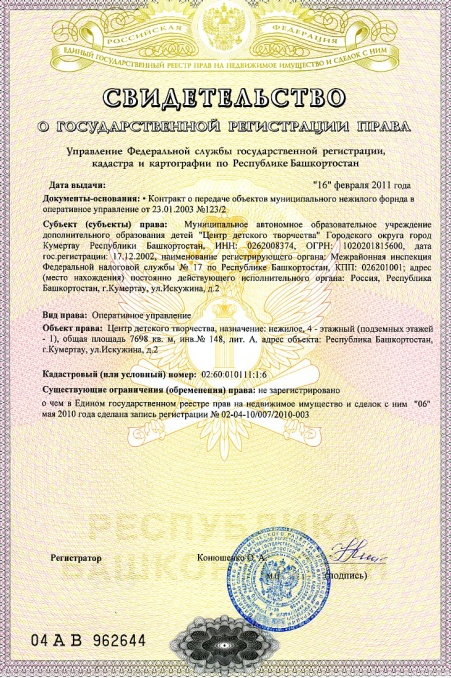 РОССИЙСКАЯ ФЕДЕРАЦИЯ
ЕДИНЫЙ ГОСУДАРСТВЕННЫЙ РЕЕСТР ПРАВ НА НЕДВИЖИМОЕ ИМУЩЕСТВО И СДЕЛОК С НИМ
СВИДЕТЕЛЬСТВО
О ГОСУДАРСТВЕННОЙ РЕГИСТРАЦИИ ПРАВА
Управление Федеральной службы государственной регистрации,
кадастра и картографии по Республике Башкортостан
Дата выдачи: "16" февраля 2011 года
Документы-основания: • Контракт о передаче объектов муниципального нежилого форнда в
оперативное управление от 23.01.2003 №123/2
Субъект (субъекты) права: Муниципальное автономное образовательное учреждение
дополнительного образования детей "Центр детского творчества" Городского округа город
Кумертау Республики Башкортостан, ИНН: 0262008374, ОГРН: 1020201815600, дата
гос.регистрации: 17.12.2002, наименование регистрирующего органа: Межрайонная инспекция
Федеральной налоговой службы № 17 по Республике Башкортостан, КПП: 026201001; адрес
(место нахождения) постоянно действующего исполнительного органа: Россия, Республика
Башкортостан, г.Кумертау, ул.Искужина, д.2
Вид права: Оперативное управление
Объект права: Центр детского творчества, назначение: нежилое, 4 - этажный (подземных этажей
- 1), общая площадь 7698 кв. м, инв.№ 148, лит. А, адрес объекта: Республика Башкортостан,
г.Кумертау, ул.Искужина, д.2
Кадастровый (или условный) номер: 02:60:010111:1:6
Существующие ограничения (обременения) права: не зарегистрировано
о чем в Едином государственном реестре прав на недвижимое имущество и сделок с ним "06"
мая 2010 года сделана запись регистрации № 02-04-10/007/2010-003
РЕСПУБЛИКА
БАШКОРТОСТАН
Регистратор Конюшенко О. А.
М.П. (подпись)
04 АВ 962644